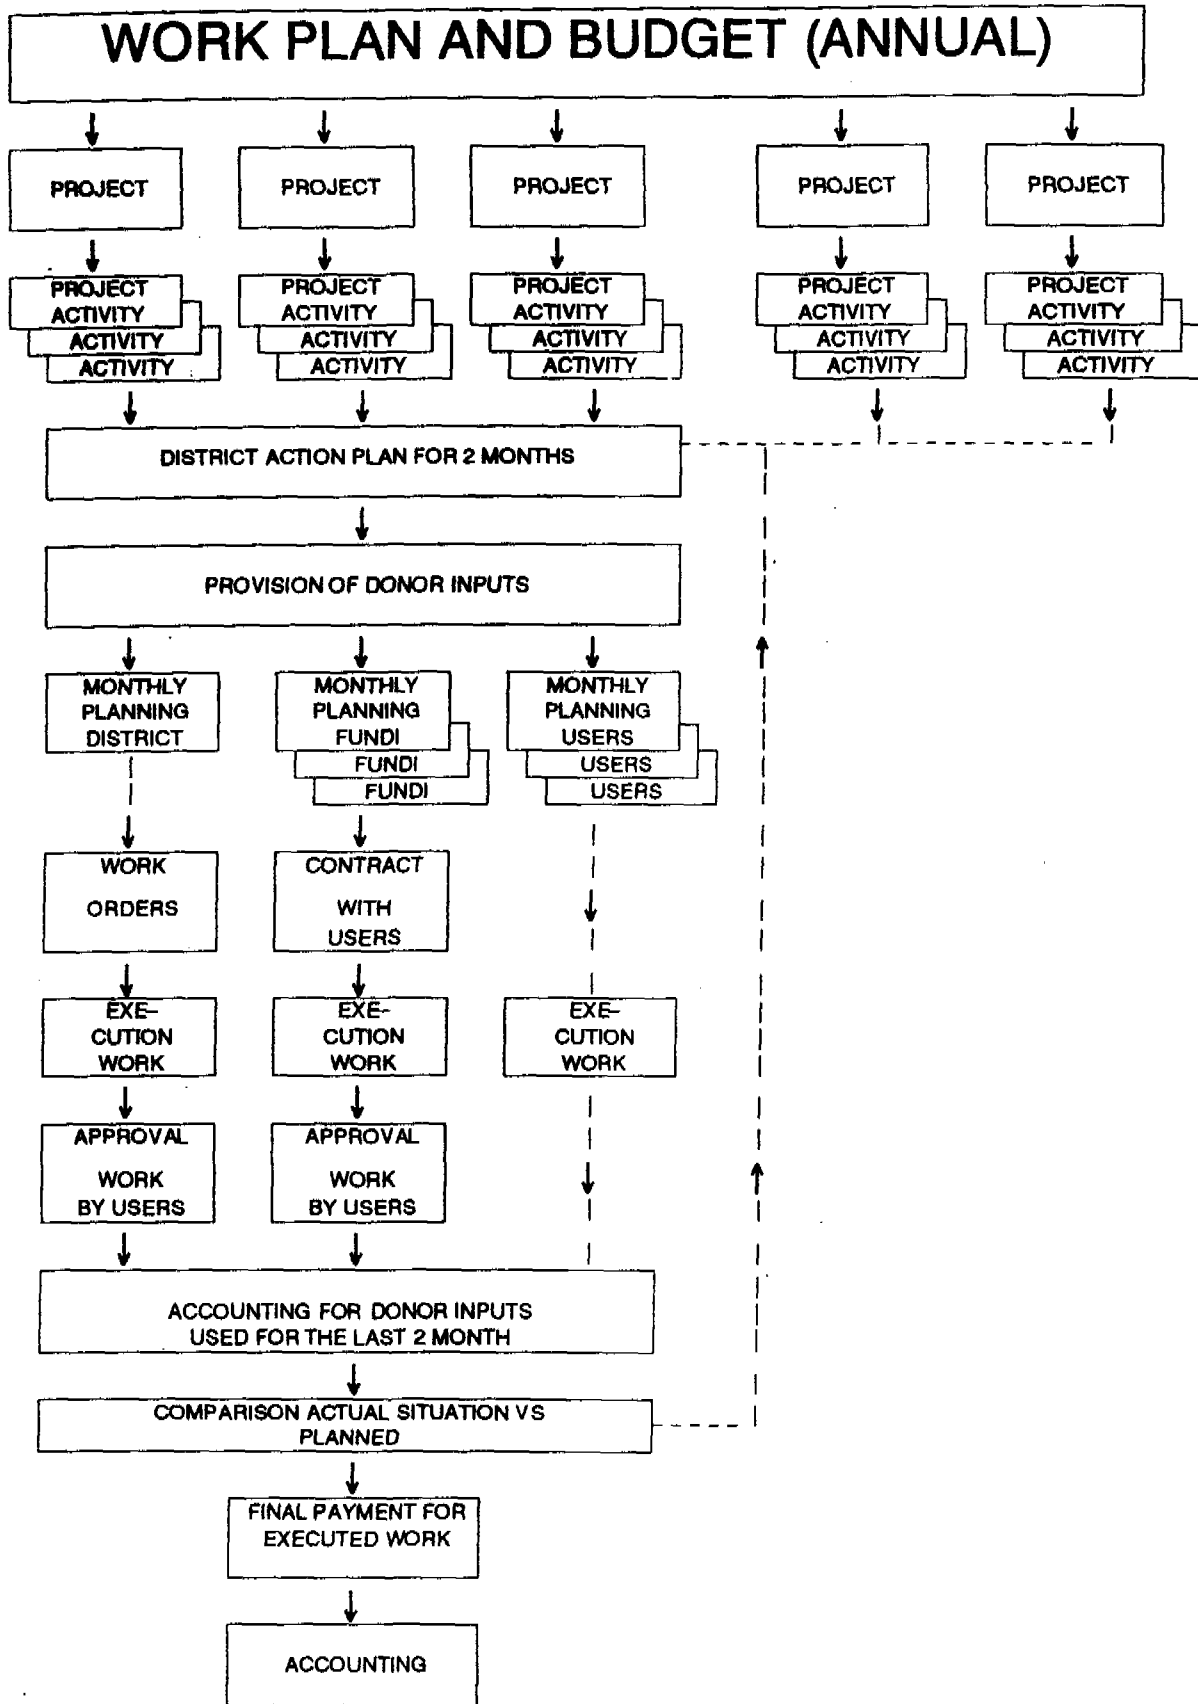 WORK PLAN AND BUDGET (ANNUAL)
PROJECT
PROJECT
PROJECT
PROJECT
PROJECT
PROJECT
ACTIVITY
ACTIVITY
ACTIVITY
PROJECT
ACTIVITY
ACTIVITY
ACTIVITY
PROJECT
ACTIVITY
ACTIVITY
ACTIVITY
PROJECT
ACTIVITY
ACTIVITY
ACTIVITY
PROJECT
ACTIVITY
ACTIVITY
ACTIVITY
DISTRICT ACTION PLAN FOR 2 MONTHS
PROVISION OF DONOR INPUTS
MONTHLY
PLANNING
DISTRICT
MONTHLY
PLANNING
FUNDI
FUNDI
FUNDI
MONTHLY
PLANNING
USERS
USERS
USERS
WORK
ORDERS
CONTRACT
WITH
USERS
EXE-
CUTION
WORK
EXE-
CUTION
WORK
EXE-
CUTION
WORK
APPROVAL
WORK
BY USERS
APPROVAL
WORK
BY USERS
ACCOUNTING FOR DONOR INPUTS
USED FOR THE LAST 2 MONTH
COMPARISON ACTUAL SITUATION VS
PLANNED
FINAL PAYMENT FOR
EXECUTED WORK
ACCOUNTING